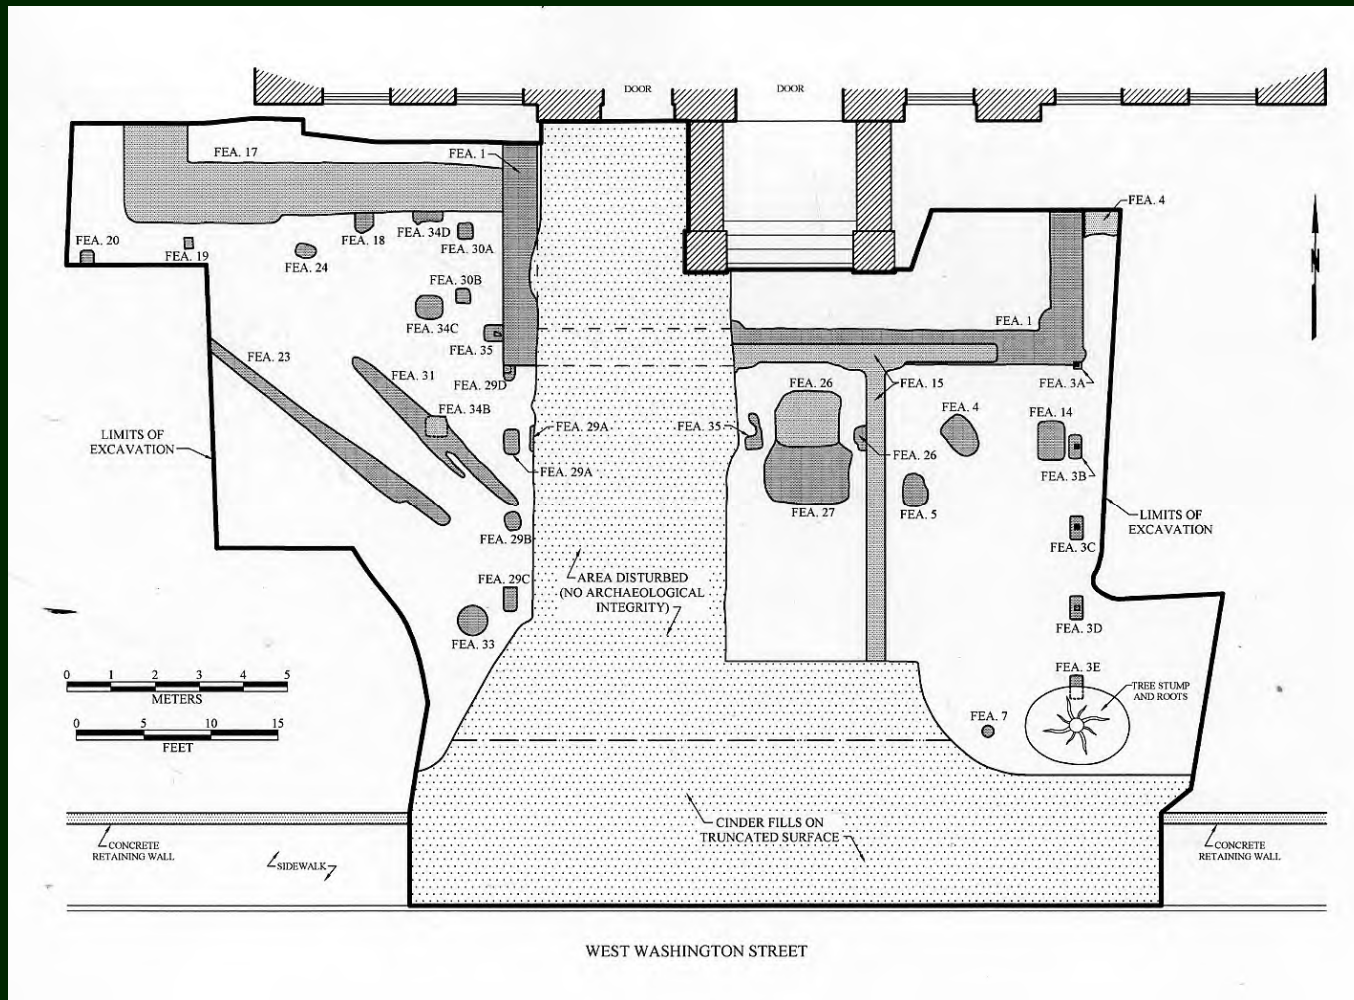 DOOR
DOOR
FEA. 17
FEA. 1
FEA. 4
FEA. 20
FEA. 19
FEA. 24
FEA. 18
FEA. 34D
FEA. 30A
FEA. 30B
FEA. 34C
FEA. 35
FEA. 1
FEA. 23
FEA. 31
FEA. 29D
FEA. 15
FEA. 3A
FEA. 34B
FEA. 26
FEA. 4
FEA. 14
LIMITS OF
EXCAVATION
FEA. 29A
FEA. 35
FEA. 26
FEA. 29A
FEA. 3B
FEA. 27
FEA. 5
LIMITS OF
EXCAVATION
FEA. 29B
FEA. 3C
FEA. 29C
AREA DISTURBED
(NO ARCHAEOLOGICAL
INTEGRITY)
FEA. 33
FEA. 3D
FEA. 3E
TREE STUMP
AND ROOTS
FEA. 7
0 1 2 3 4 5
METERS
0 5 10 15
FEET
N
CINDER FILLS ON
TRUNCATED SURFACE
CONCRETE
RETAINING WALL
SIDEWALK
CONCRETE
RETAINING WALL
WEST WASHINGTON STREET